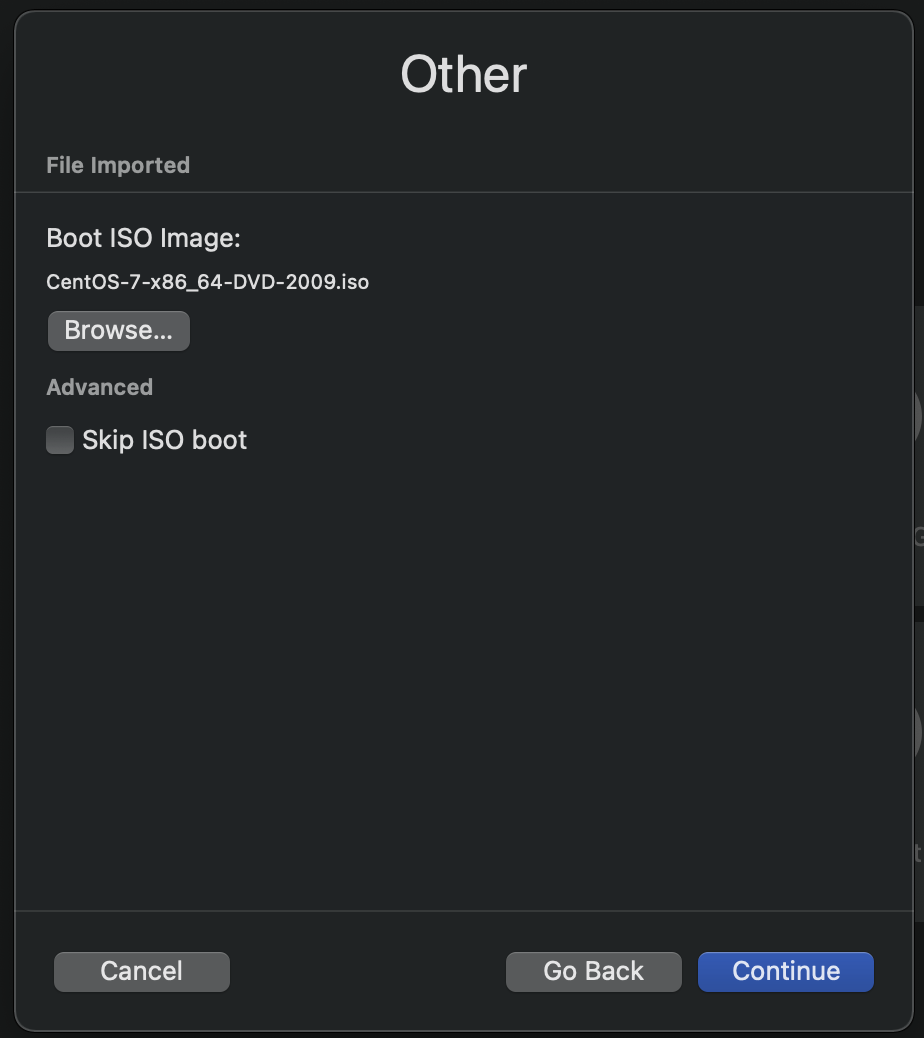 Other
File Imported
Boot ISO Image:
CentOS-7-x86_64-DVD-2009.iso
Browse...
Advanced
Skip ISO boot
Cancel
Go Back
Continue